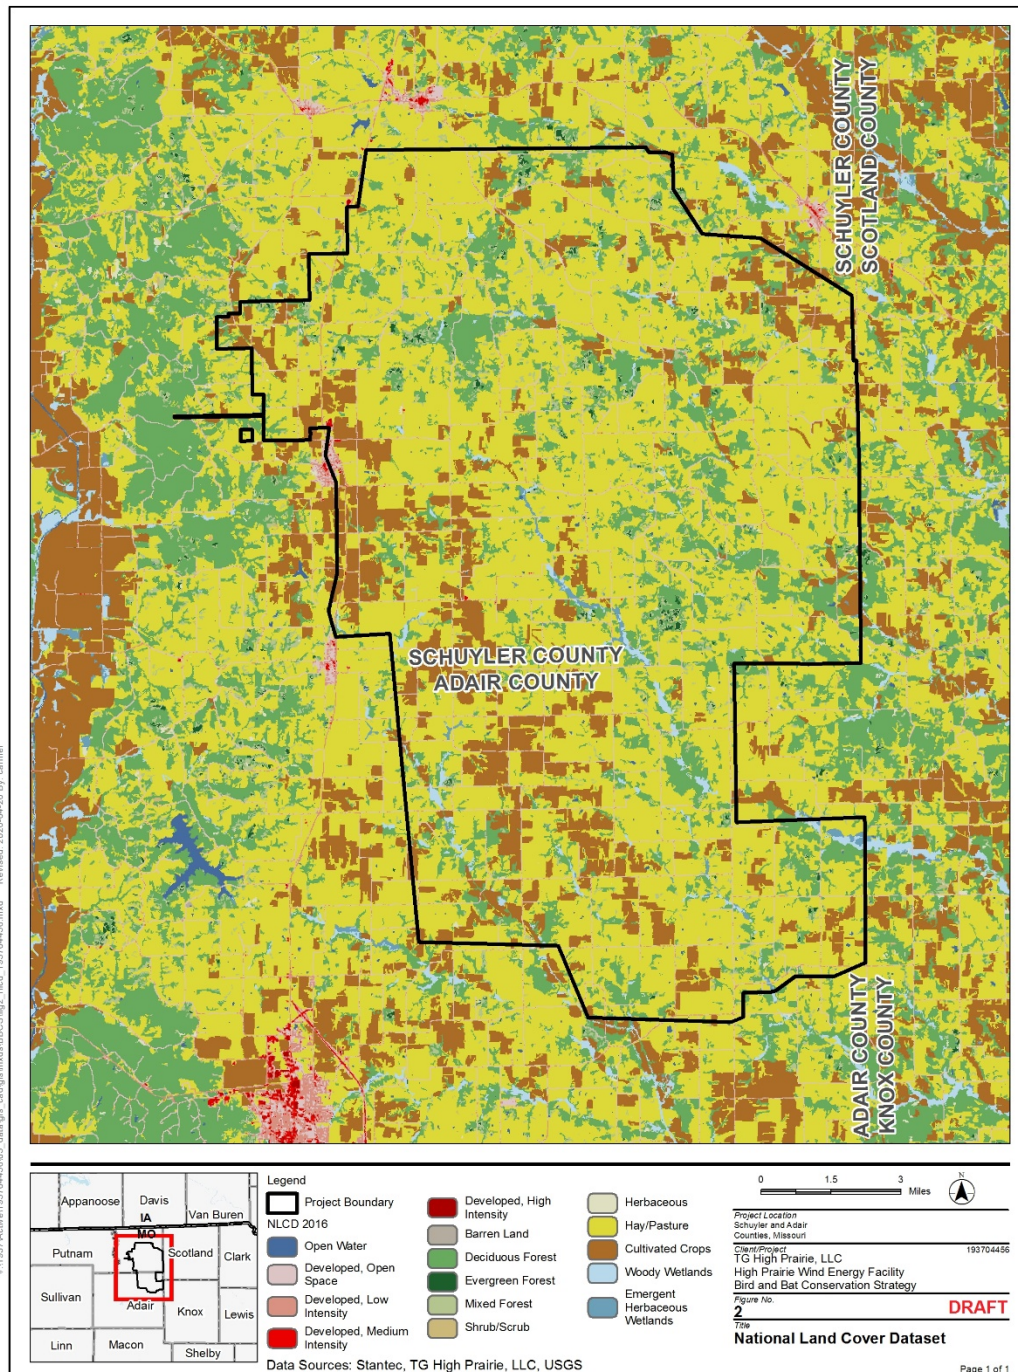 SCHUYLER COUNTY
SCOTLAND COUNTY
SCHUYLER COUNTY
ADAIR COUNTY
ADAIR COUNTY
KNOX COUNTY
Appanoose
Davis
Van Buren
IA
MO
Putnam
Scotland
Clark
Sullivan
Adair
Knox
Lewis
Linn
Macon
Shelby
Legend
Project Boundary
NLCD 2016
Open Water
Developed, Open
Space
Developed, Low
Intensity
Developed, Medium
Intensity
Developed, High
Intensity
Barren Land
Deciduous Forest
Evergreen Forest
Mixed Forest
Shrub/Scrub
Herbaceous
Hay/Pasture
Cultivated Crops
Woody Wetlands
Emergent
Herbaceous
Wetlands
Data Sources: Stantec, TG High Prairie, LLC, USGS
0 1.5 3
Miles
N
Project Location
Schuyler and Adair
Counties, Missouri
Client/Project 193704456
TG High Prairie, LLC
High Prairie Wind Energy Facility
Bird and Bat Conservation Strategy
Figure No.
2 DRAFT
Title
National Land Cover Dataset
Page 1 of 1